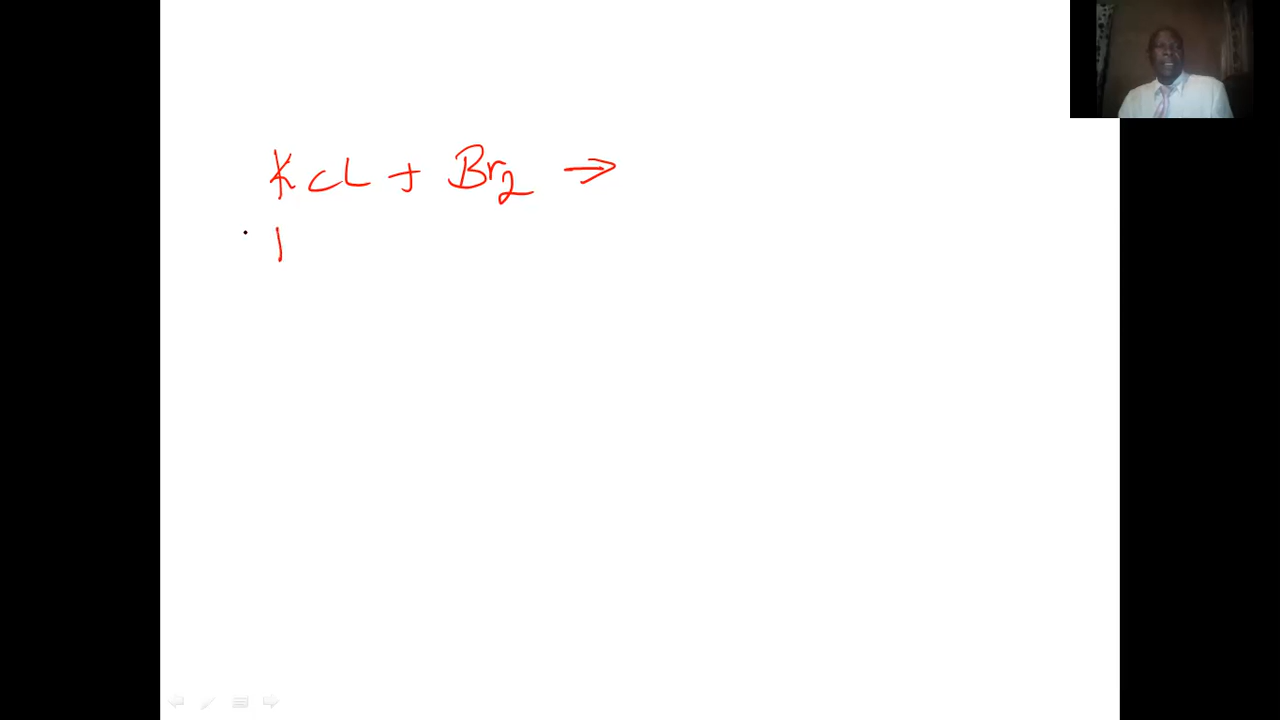 KCl + Br₂ →
I